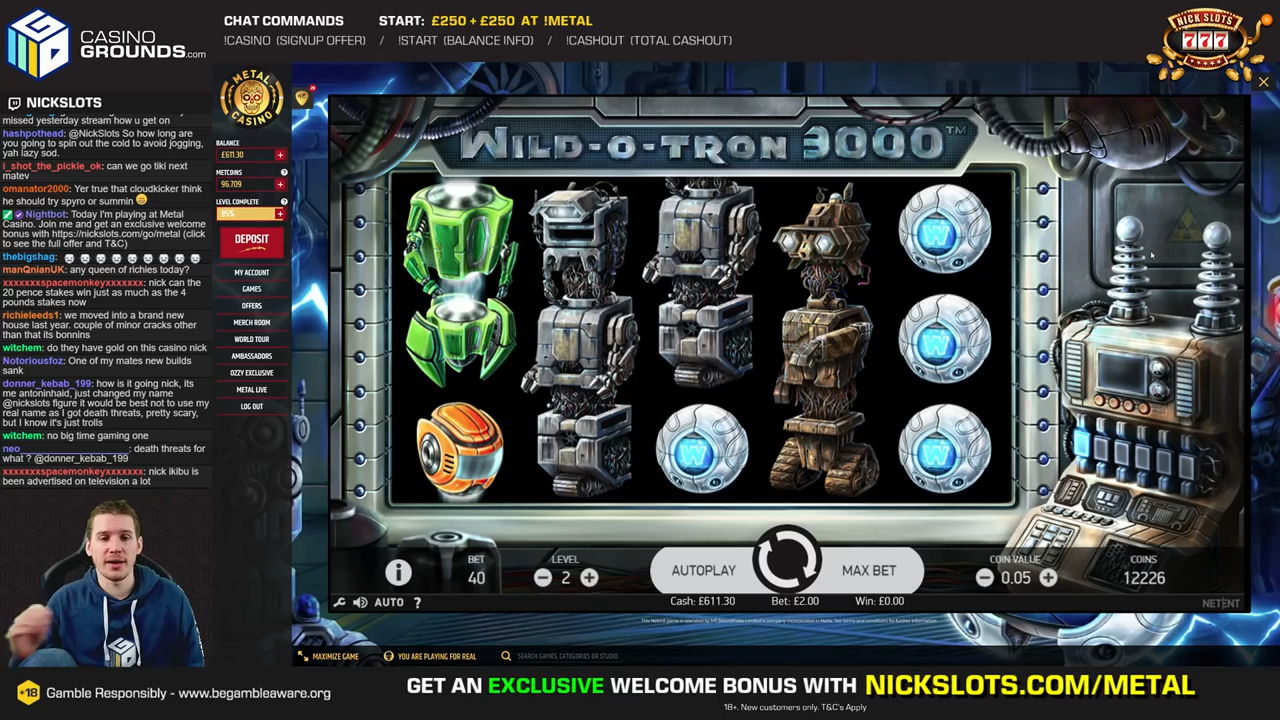 CHAT COMMANDS
START: £250 + £250 AT !METAL
!CASINO (SIGNUP OFFER) / !START (BALANCE INFO) / !CASHOUT (TOTAL CASHOUT)
CASINO
GROUNDS.com
NICK SLOTS
777
NICKSLOTS
missed yesterday stream how u get on
hashpothead: @NickSlots So how long are
you going to spin out the cold to avoid jogging,
yah lazy sod.
i_shot_the_pickle_ok: can we go tiki next
matev
omanator2000: Yer true that cloudkicker think
he should try spyro or summin
Nightbot: Today I'm playing at Metal
Casino. Join me and get an exclusive welcome
bonus with https://nickslots.com/go/metal (click
to see the full offer and T&C)
thebigshag:
manQnianUK: any queen of richies today?
xxxxxxxspacemonkeyxxxxxxx: nick can the
20 pence stakes win just as much as the 4
pounds stakes now
richieleeds1: we moved into a brand new
house last year. couple of minor cracks other
than that its bonnins
witchem: do they have gold on this casino nick
Notoriousfoz: One of my mates new builds
sank
donner_kebab_199: how is it going nick, its
me antoninhaid, just changed my name
@nickslots figure it would be best not to use my
real name as I got death threats, pretty scary,
but I know it's just trolls
witchem: no big time gaming one
neo_: death threats for
what ? @donner_kebab_199
xxxxxxxspacemonkeyxxxxxxx: nick ikibu is
been advertised on television a lot
METAL
CASINO
BALANCE
£611.30
METCOINS
96.709
LEVEL COMPLETE
95%
DEPOSIT
MY ACCOUNT
GAMES
OFFERS
MERCH ROOM
WORLD TOUR
AMBASSADORS
OZZY EXCLUSIVE
METAL LIVE
LOG OUT
WILD-O-TRON 3000™
W
W
W
W
BET
40
LEVEL
2
AUTOPLAY
MAX BET
COIN VALUE
0.05
COINS
12226
AUTO ?
Cash: £611.30 Bet: £2.00 Win: £0.00
NETENT
MAXIMIZE GAME
YOU ARE PLAYING FOR REAL
SEARCH GAMES, CATEGORIES OR STUDIO
+18 Gamble Responsibly - www.begambleaware.org
GET AN EXCLUSIVE WELCOME BONUS WITH NICKSLOTS.COM/METAL
18+. New customers only. T&C's Apply